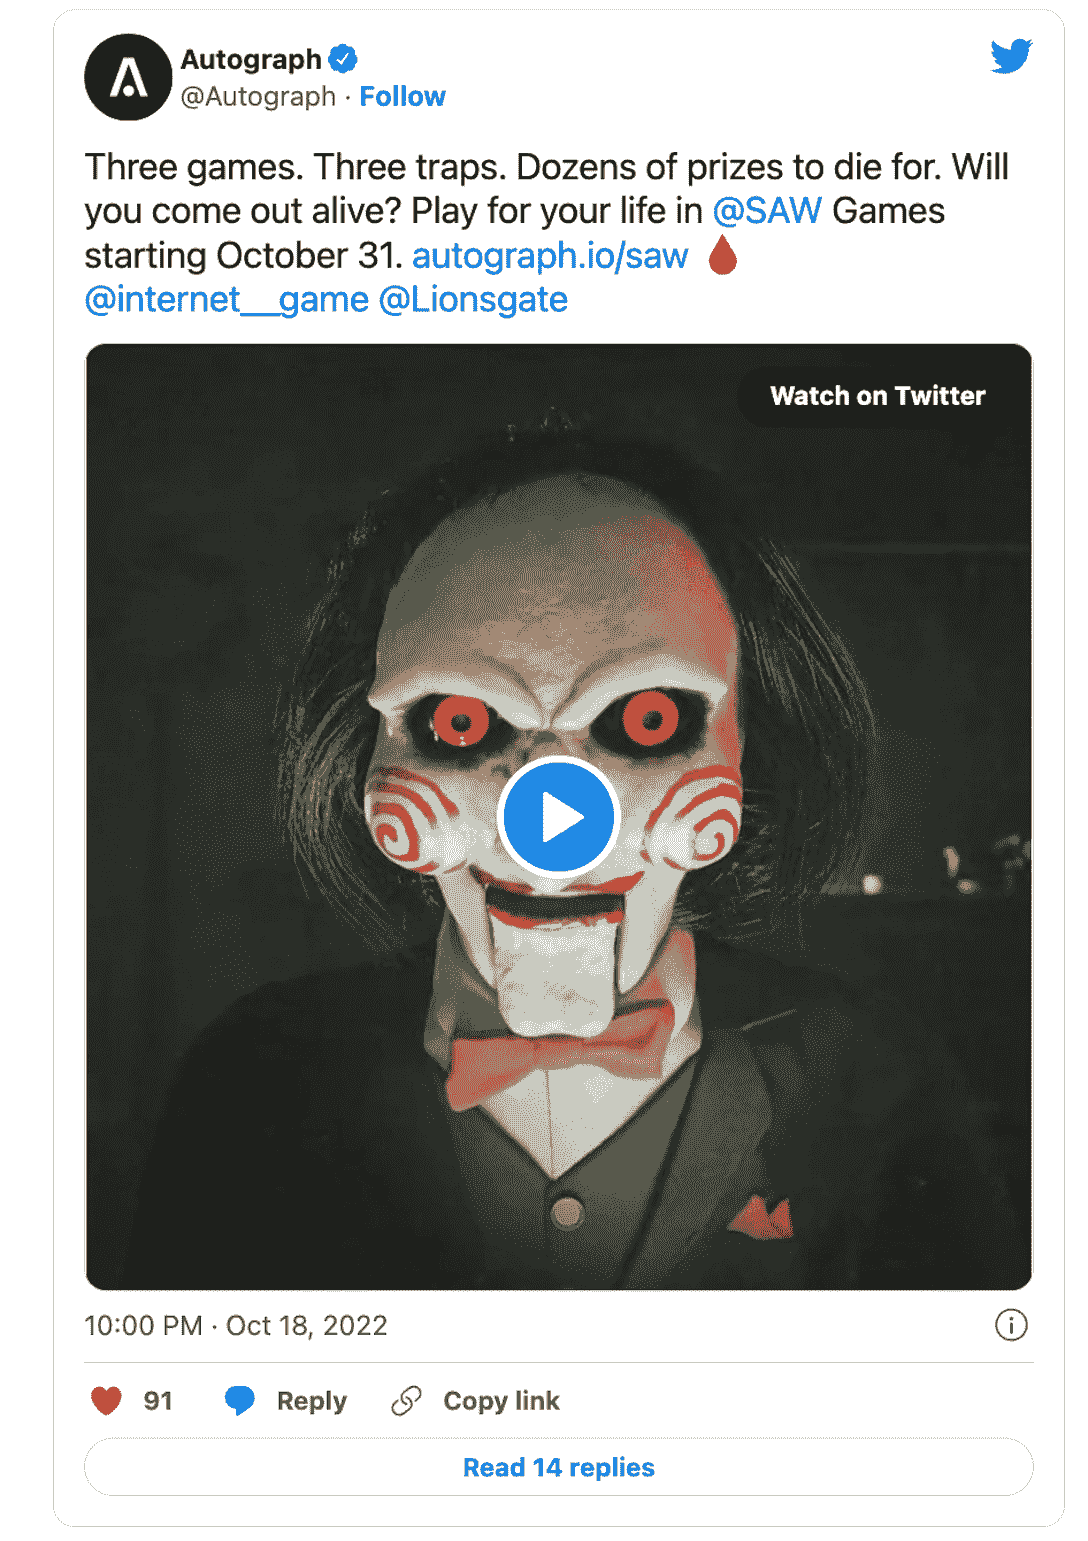 Autograph
@Autograph · Follow
Three games. Three traps. Dozens of prizes to die for. Will
you come out alive? Play for your life in @SAW Games
starting October 31. autograph.io/saw
@internet__game @Lionsgate
Watch on Twitter
10:00 PM · Oct 18, 2022
91 Reply Copy link
Read 14 replies